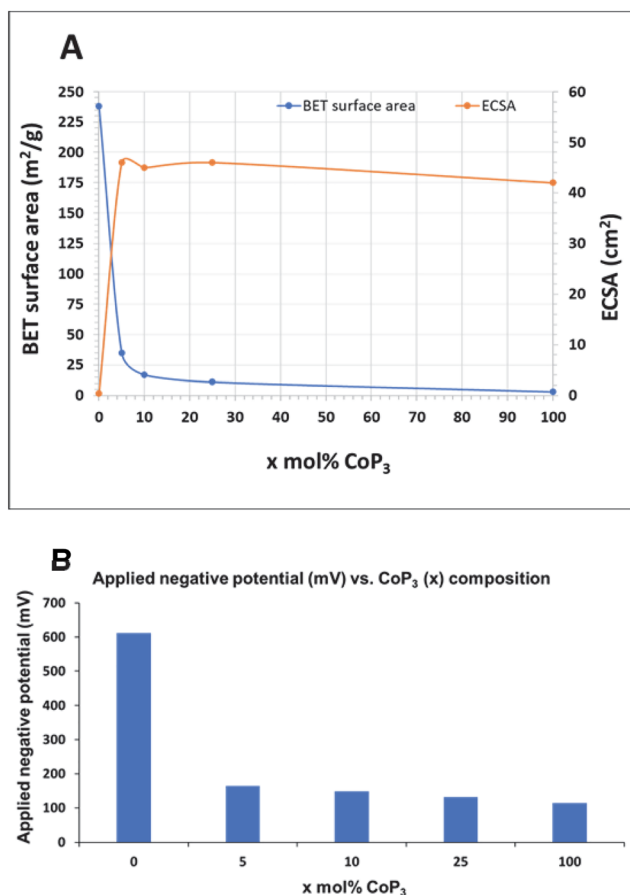 A
BET surface area ECSA
250
225
200
175
150
125
100
75
50
25
0
BET surface area (m²/g)
60
50
40
30
20
10
0
ECSA (cm²)
0 10 20 30 40 50 60 70 80 90 100
x mol% CoP₃
B
Applied negative potential (mV) vs. CoP₃ (x) composition
700
600
500
400
300
200
100
0
Applied negative potential (mV)
0 5 10 25 100
x mol% CoP₃